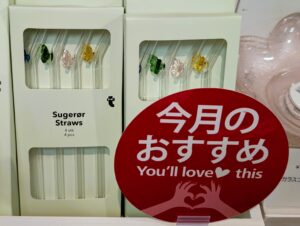 Sugerør
Straws
4 stk
4 pcs
今月の
おすすめ
You'll love♥ this